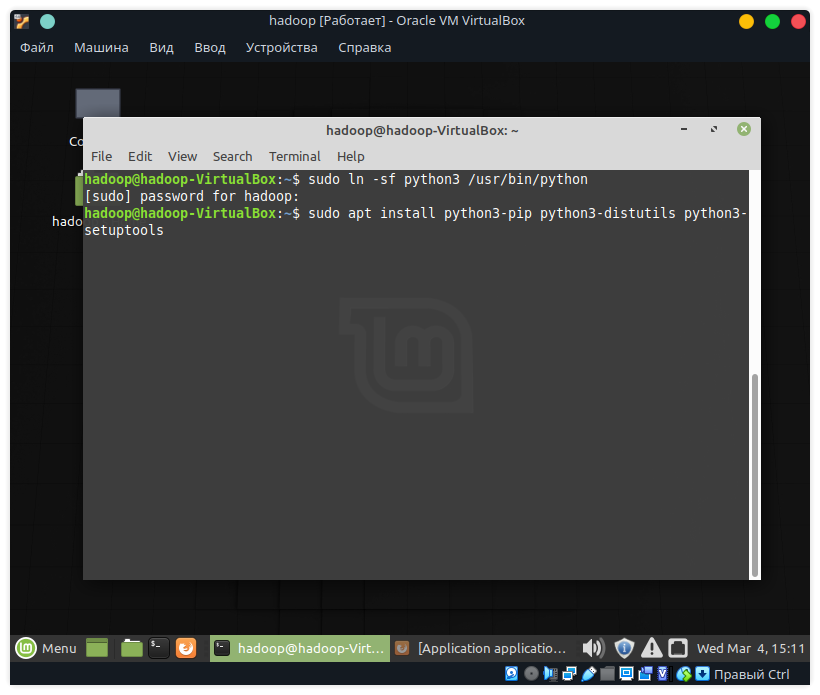 hadoop [Работает] - Oracle VM VirtualBox
Файл Машина Вид Ввод Устройства Справка
hadoop@hadoop-VirtualBox: ~
File Edit View Search Terminal Help
hadoop@hadoop-VirtualBox:~$ sudo ln -sf python3 /usr/bin/python
[sudo] password for hadoop:
hadoop@hadoop-VirtualBox:~$ sudo apt install python3-pip python3-distutils python3-
setuptools
Co
hado
Menu hadoop@hadoop-Virt... [Application applicatio... Wed Mar 4, 15:11
Правый Ctrl